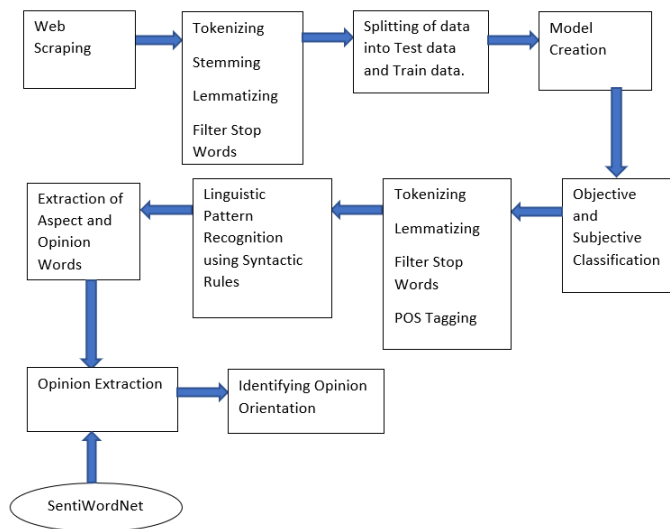 Web
Scraping
Tokenizing
Stemming
Lemmatizing
Filter Stop
Words
Splitting of data
into Test data
and Train data.
Model
Creation
Objective
and
Subjective
Classification
Tokenizing
Lemmatizing
Filter Stop
Words
POS Tagging
Linguistic
Pattern
Recognition
using Syntactic
Rules
Extraction of
Aspect and
Opinion
Words
Opinion Extraction
Identifying Opinion
Orientation
SentiWordNet